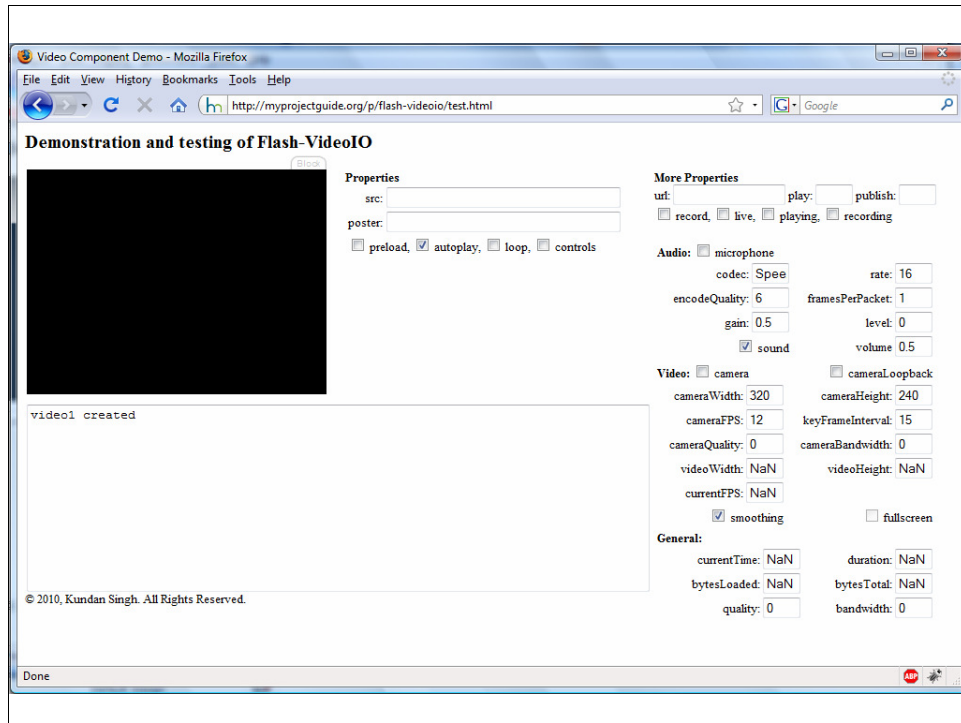 Video Component Demo - Mozilla Firefox
File Edit View History Bookmarks Tools Help
http://myprojectguide.org/p/flash-videoio/test.html
G Google
Demonstration and testing of Flash-VideoIO
Block
Properties
src:
poster:
preload, autoplay, loop, controls
video1 created
© 2010, Kundan Singh. All Rights Reserved.
More Properties
url: play: publish:
record, live, playing, recording
Audio: microphone
codec: Spee rate: 16
encodeQuality: 6 framesPerPacket: 1
gain: 0.5 level: 0
sound volume 0.5
Video: camera cameraLoopback
cameraWidth: 320 cameraHeight: 240
cameraFPS: 12 keyFrameInterval: 15
cameraQuality: 0 cameraBandwidth: 0
videoWidth: NaN videoHeight: NaN
currentFPS: NaN
smoothing fullscreen
General:
currentTime: NaN duration: NaN
bytesLoaded: NaN bytesTotal: NaN
quality: 0 bandwidth: 0
Done
ABP